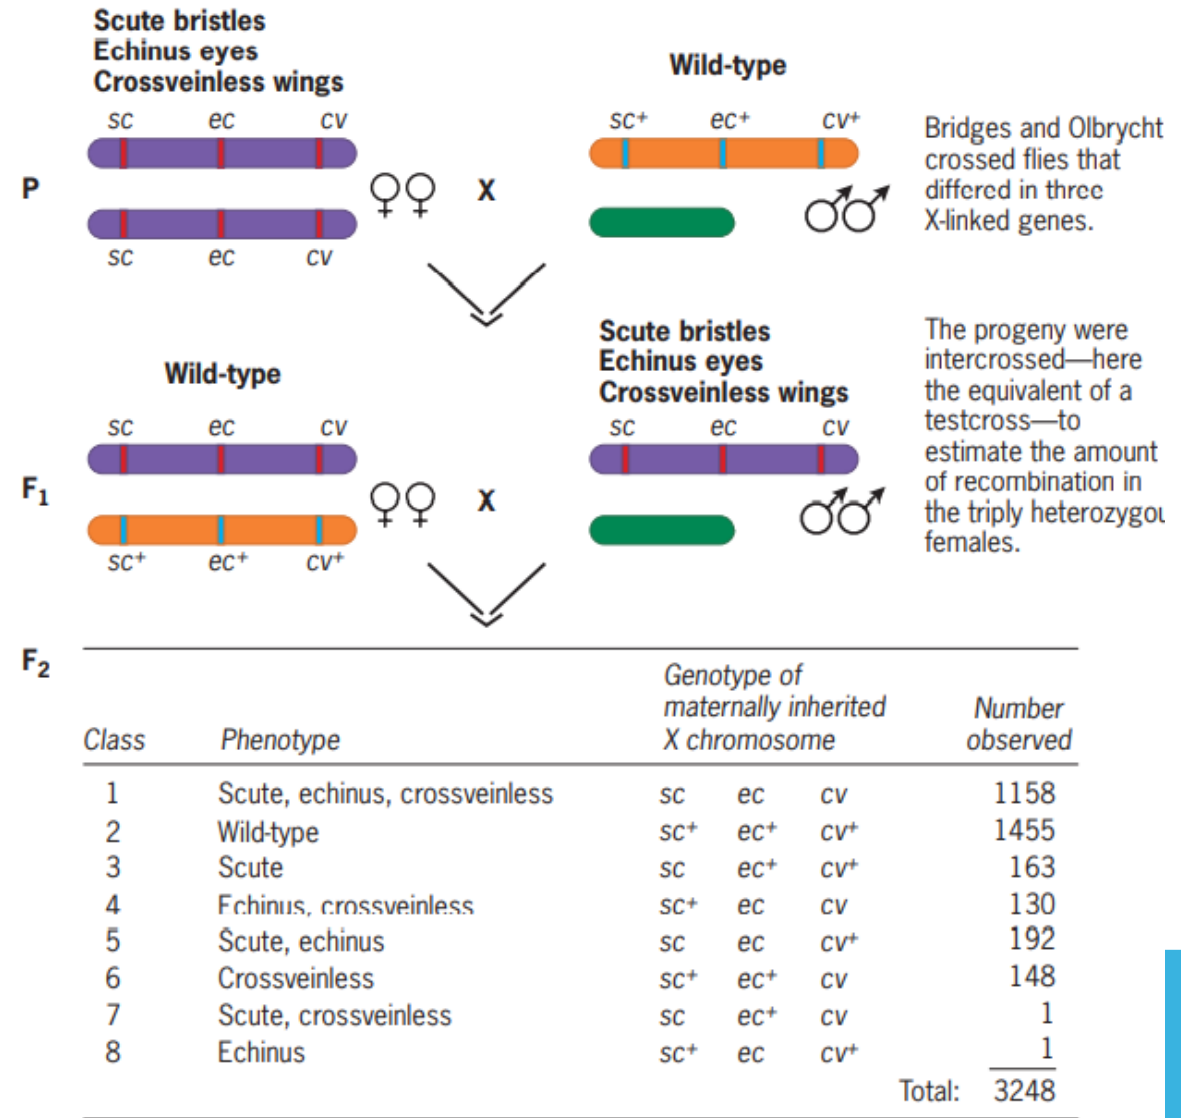 Scute bristles
Echinus eyes
Crossveinless wings
Wild-type
sc ec cv
sc+ ec+ cv+
P
X
sc ec cv
Bridges and Olbrycht
crossed flies that
differed in three
X-linked genes.
Wild-type
Scute bristles
Echinus eyes
Crossveinless wings
sc ec cv
sc ec cv
F1
X
sc+ ec+ cv+
The progeny were
intercrossed—here
the equivalent of a
testcross—to
estimate the amount
of recombination in
the triply heterozygou
females.
F2
Class Phenotype Genotype of maternally inherited X chromosome Number observed
1 Scute, echinus, crossveinless sc ec cv 1158
2 Wild-type sc+ ec+ cv+ 1455
3 Scute sc ec+ cv+ 163
4 Echinus, crossveinless sc+ ec cv 130
5 Scute, echinus sc ec cv+ 192
6 Crossveinless sc+ ec+ cv 148
7 Scute, crossveinless sc ec+ cv 1
8 Echinus sc+ ec cv+ 1
Total: 3248